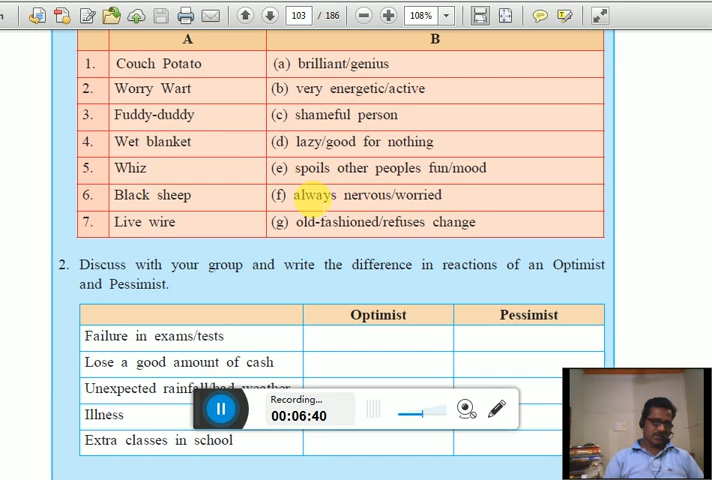 103 / 186 108%
A B
1. Couch Potato (a) brilliant/genius
2. Worry Wart (b) very energetic/active
3. Fuddy-duddy (c) shameful person
4. Wet blanket (d) lazy/good for nothing
5. Whiz (e) spoils other peoples fun/mood
6. Black sheep (f) always nervous/worried
7. Live wire (g) old-fashioned/refuses change
2. Discuss with your group and write the difference in reactions of an Optimist
and Pessimist.
Optimist Pessimist
Failure in exams/tests
Lose a good amount of cash
Unexpected rainfall/bad weather
Recording...
Illness
00:06:40
Extra classes in school